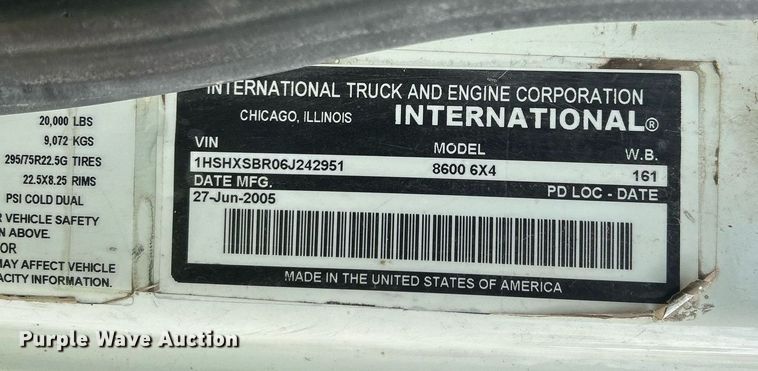 20,000 LBS
9,072 KGS
295/75R22.5G TIRES
22.5X8.25 RIMS
PSI COLD DUAL
VEHICLE SAFETY
N ABOVE.
OR
MAY AFFECT VEHICLE
ACITY INFORMATION.
INTERNATIONAL TRUCK AND ENGINE CORPORATION
CHICAGO, ILLINOIS INTERNATIONAL®
VIN MODEL W.B.
1HSHXSBR06J242951 8600 6X4 161
DATE MFG. PD LOC - DATE
27-Jun-2005
MADE IN THE UNITED STATES OF AMERICA
Purple Wave Auction